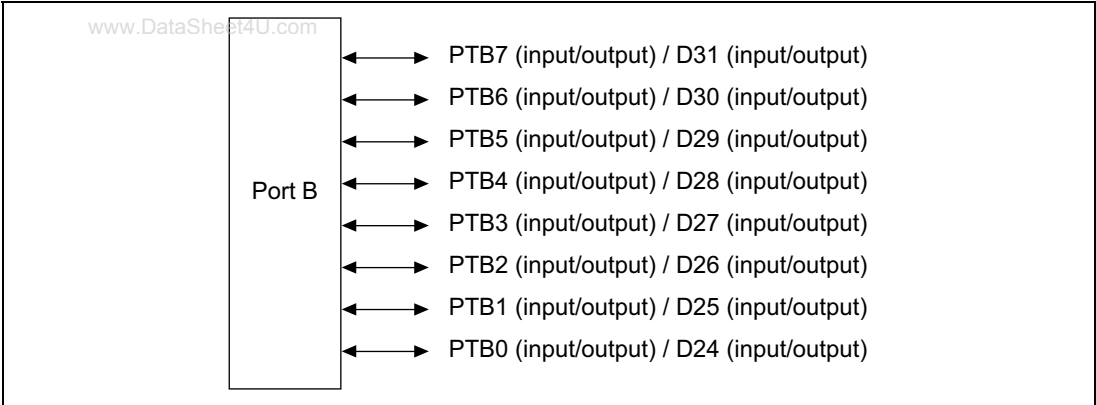 www.DataSheet4U.com
PTB7 (input/output) / D31 (input/output)
PTB6 (input/output) / D30 (input/output)
PTB5 (input/output) / D29 (input/output)
PTB4 (input/output) / D28 (input/output)
Port B
PTB3 (input/output) / D27 (input/output)
PTB2 (input/output) / D26 (input/output)
PTB1 (input/output) / D25 (input/output)
PTB0 (input/output) / D24 (input/output)